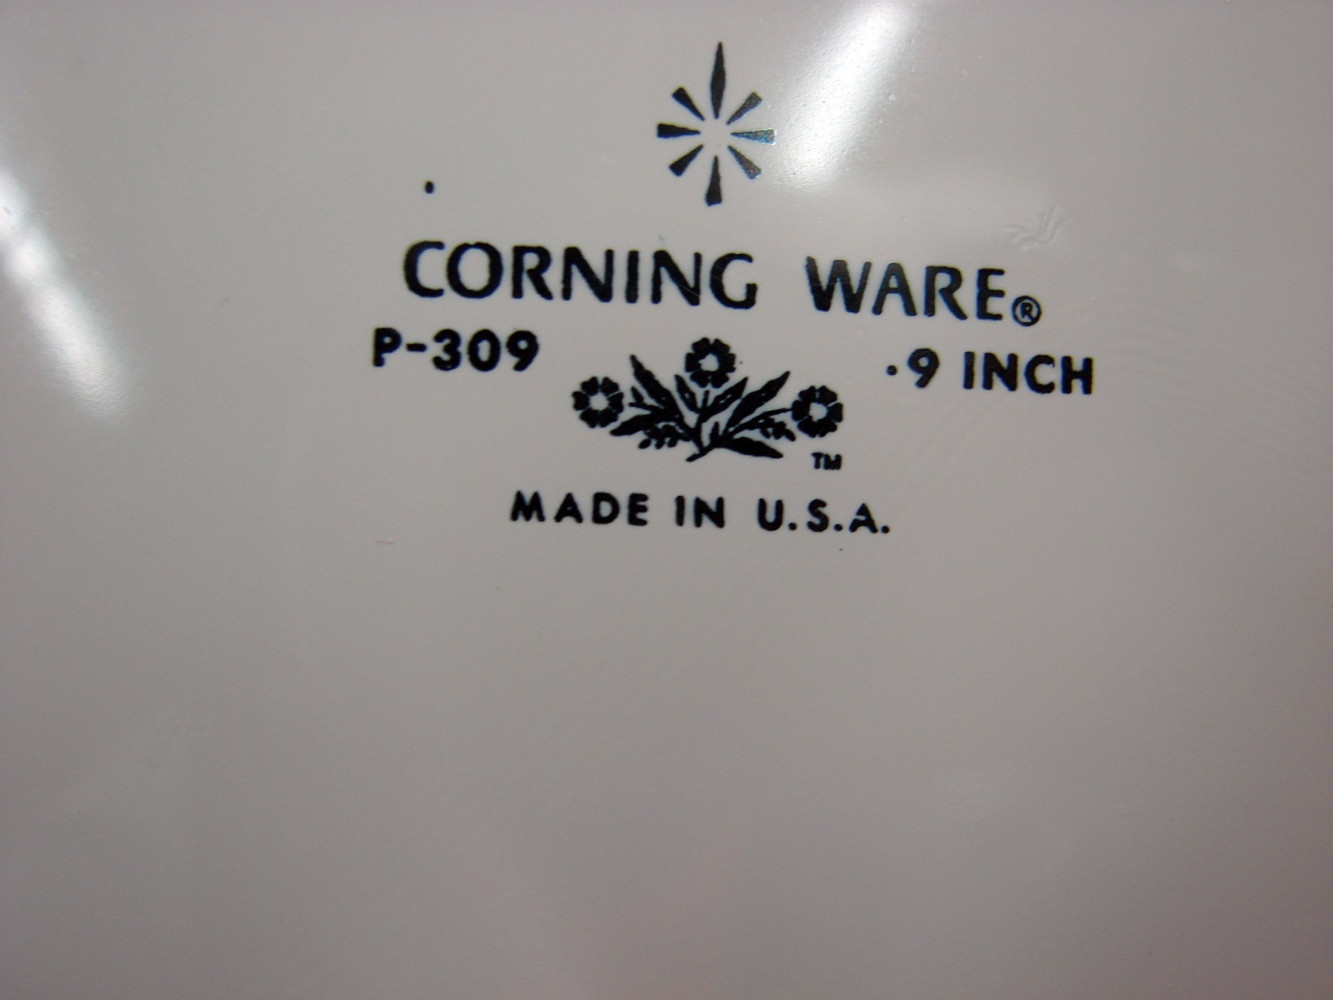 CORNING WARE®
P-309 · 9 INCH
TM
MADE IN U.S.A.